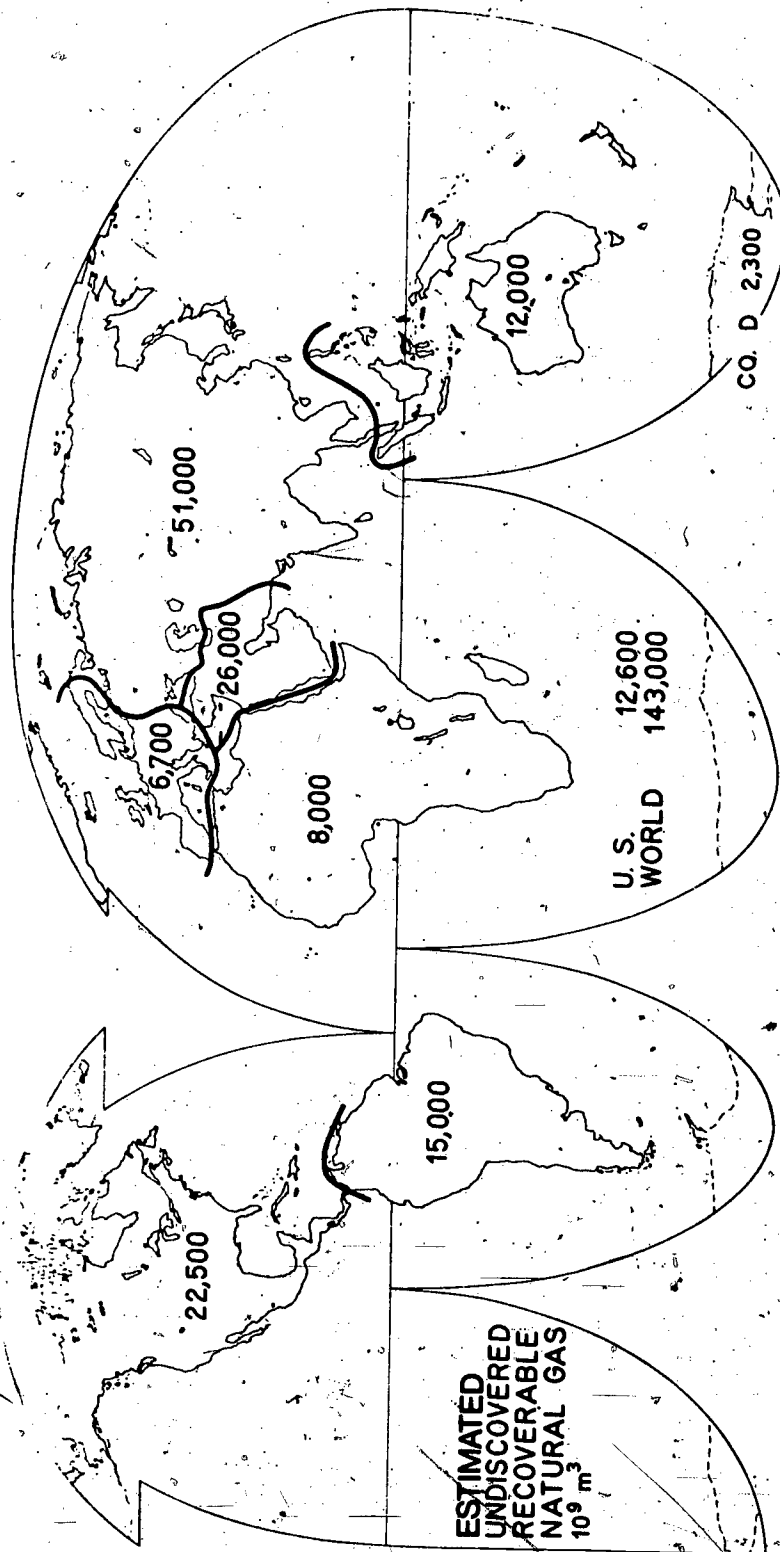 ESTIMATED
UNDISCOVERED
RECOVERABLE
NATURAL GAS
10⁹ m³
22,500
15,000
6,700
8,000
26,000
51,000
12,000
U. S. 12,600
WORLD 143,000
CO. D 2,300